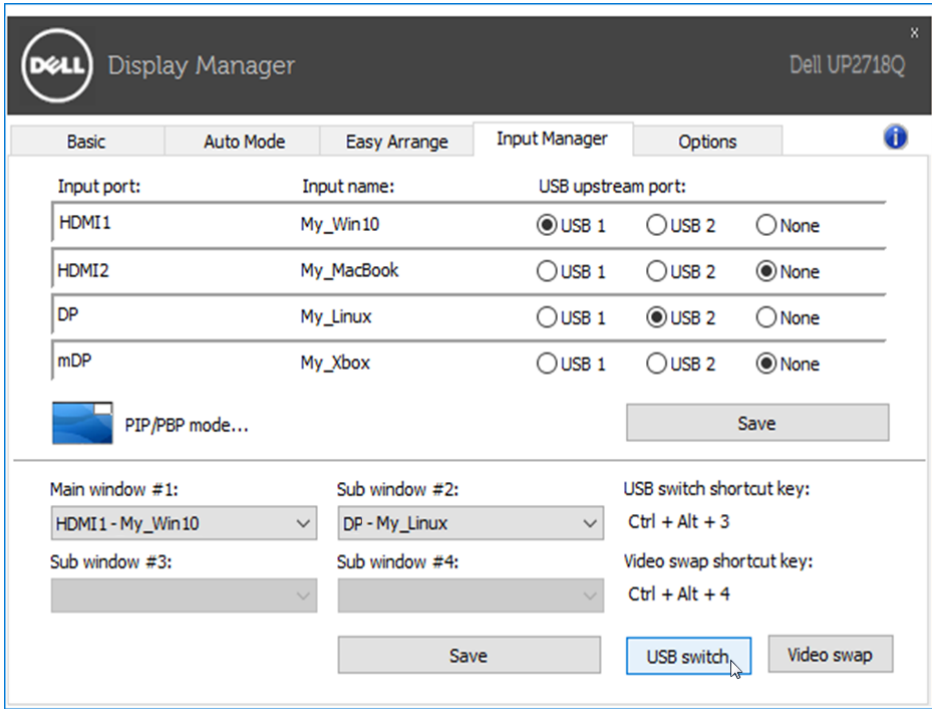 x
DELL Display Manager Dell UP2718Q
Basic Auto Mode Easy Arrange Input Manager Options i
Input port: Input name: USB upstream port:
HDMI1 My_Win10 USB 1 USB 2 None
HDMI2 My_MacBook USB 1 USB 2 None
DP My_Linux USB 1 USB 2 None
mDP My_Xbox USB 1 USB 2 None
PIP/PBP mode... Save
Main window #1: Sub window #2: USB switch shortcut key:
HDMI1 - My_Win10 DP - My_Linux Ctrl + Alt + 3
Sub window #3: Sub window #4: Video swap shortcut key:
Ctrl + Alt + 4
Save USB switch Video swap